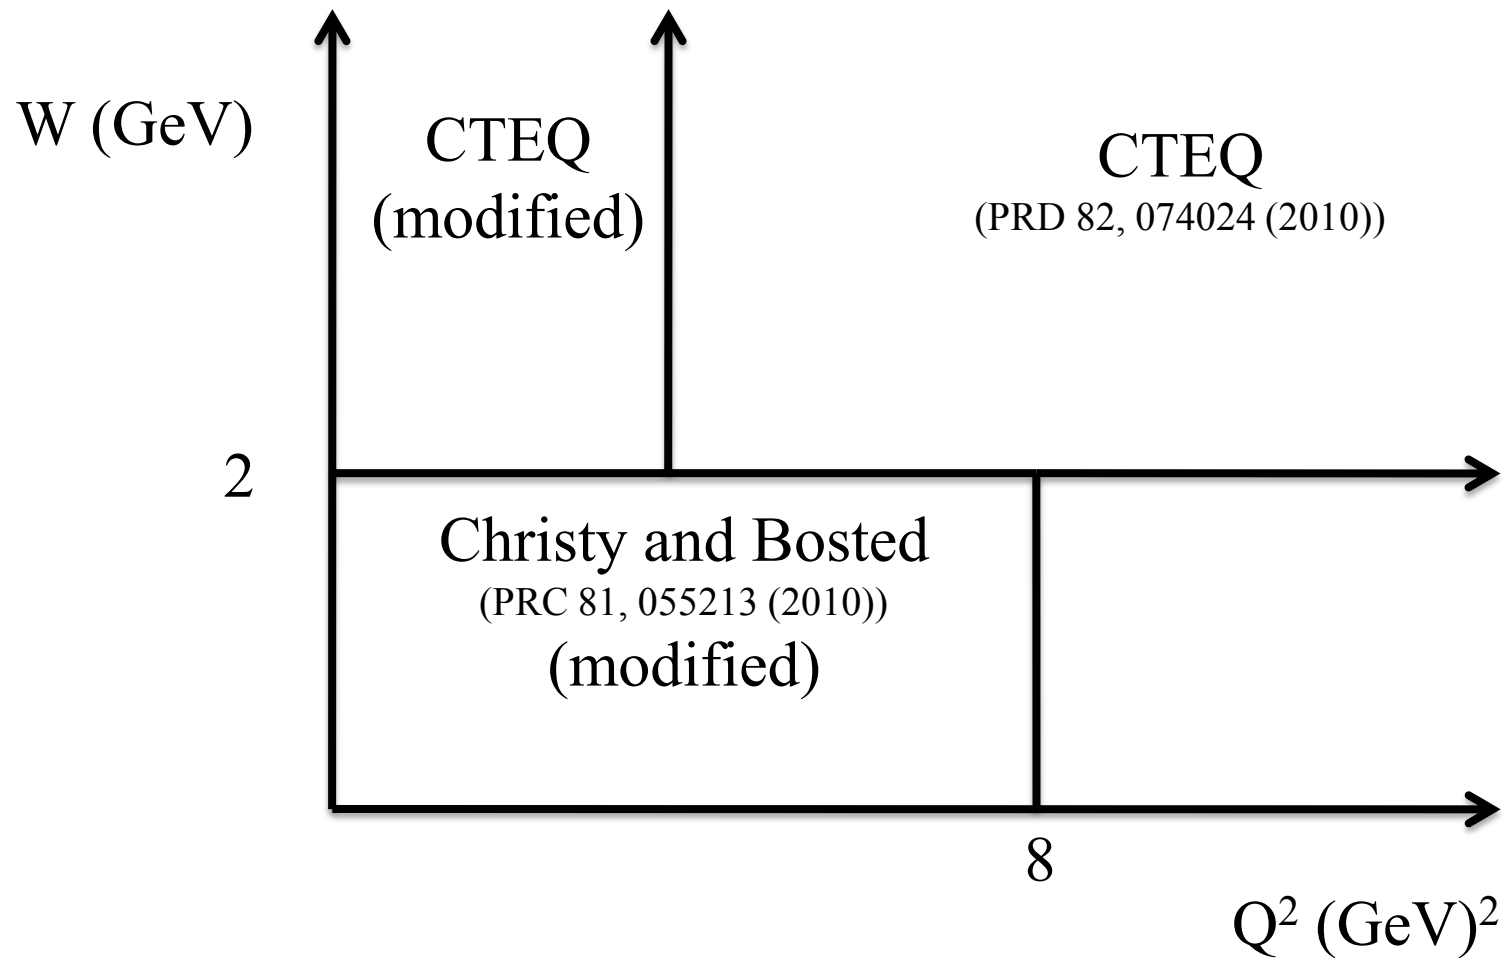 W (GeV)
CTEQ
(modified)
CTEQ
(PRD 82, 074024 (2010))
2
Christy and Bosted
(PRC 81, 055213 (2010))
(modified)
8
Q² (GeV)²